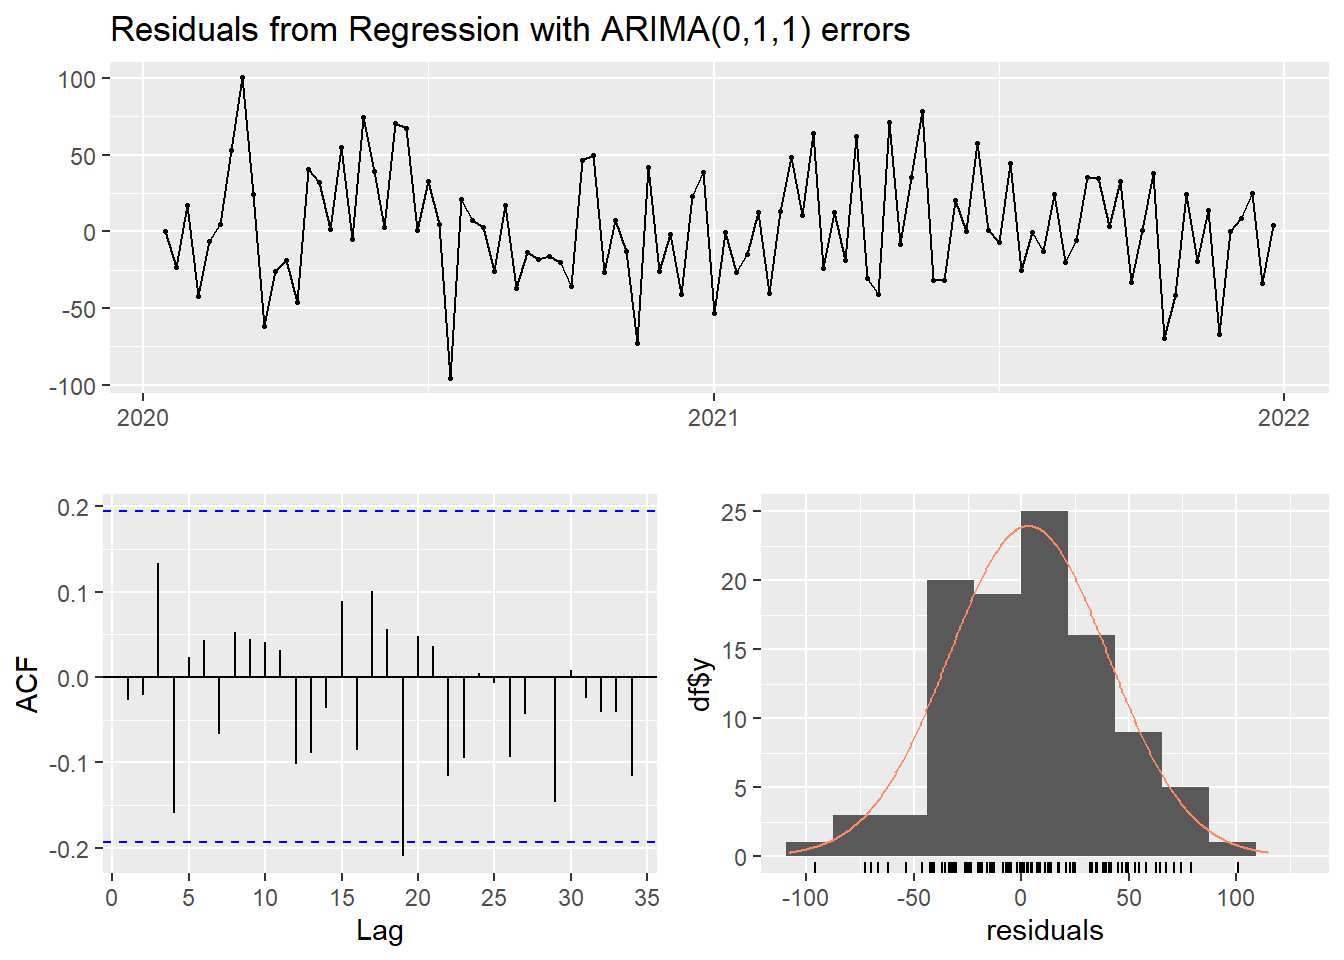 Residuals from Regression with ARIMA(0,1,1) errors
100
50
0
-50
-100
2020 2021 2022
ACF
0.2
0.1
0.0
-0.1
-0.2
0 5 10 15 20 25 30 35
Lag
df$y
25
20
15
10
5
0
-100 -50 0 50 100
residuals